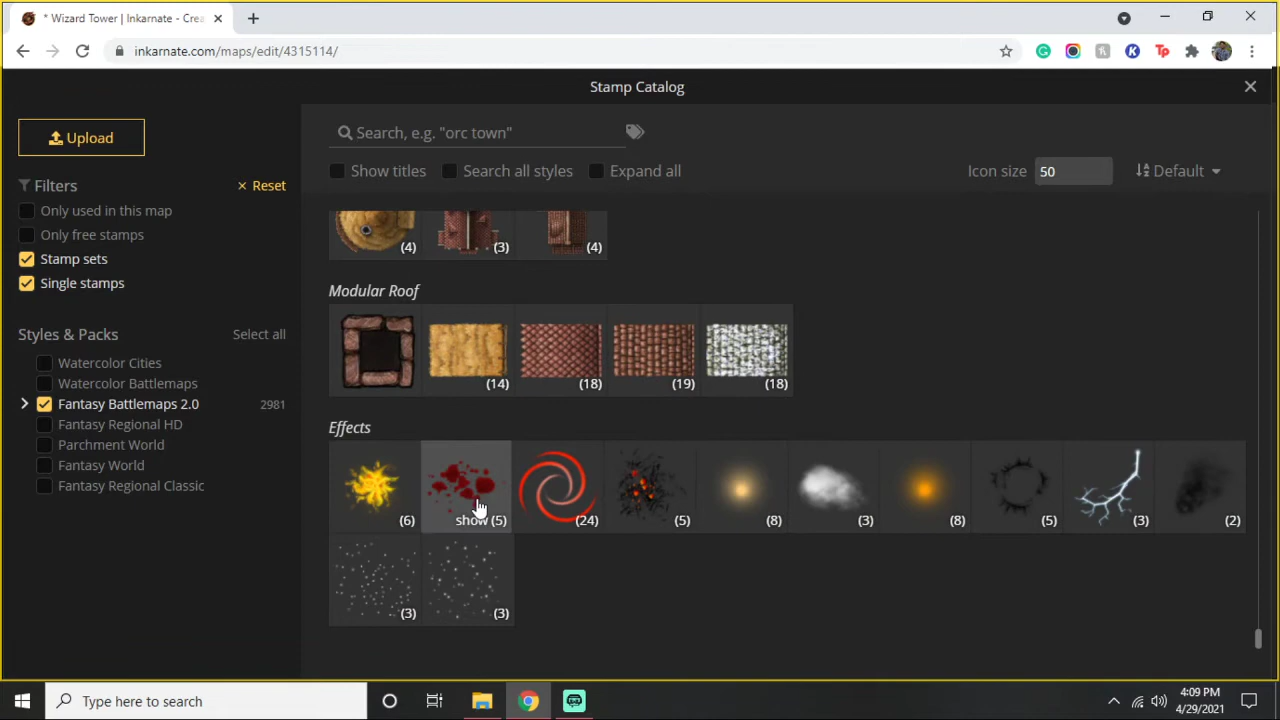 * Wizard Tower | Inkarnate - Crea
inkarnate.com/maps/edit/4315114/
Stamp Catalog
Upload
Search, e.g. "orc town"
Show titles
Search all styles
Expand all
Icon size
50
Default
Filters
Reset
Only used in this map
Only free stamps
Stamp sets
Single stamps
Styles & Packs
Select all
Watercolor Cities
Watercolor Battlemaps
Fantasy Battlemaps 2.0
2981
Fantasy Regional HD
Parchment World
Fantasy World
Fantasy Regional Classic
(4)
(3)
(4)
Modular Roof
(14)
(18)
(19)
(18)
Effects
(6)
show (5)
(24)
(5)
(8)
(3)
(8)
(5)
(3)
(2)
(3)
(3)
Type here to search
4:09 PM
4/29/2021